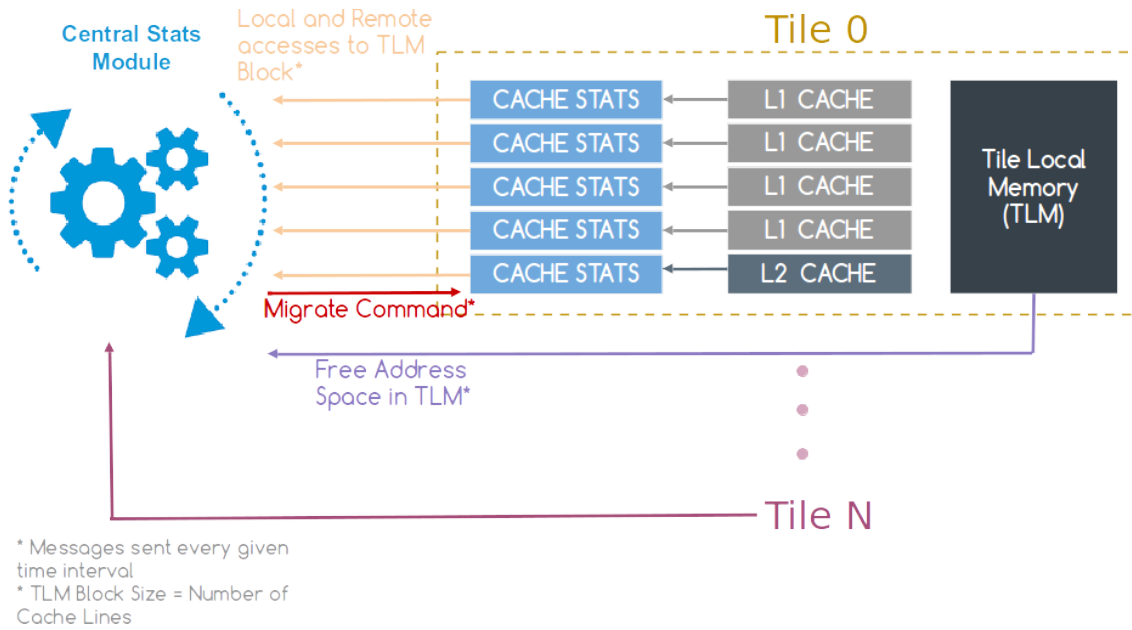 Central Stats
Module
Local and Remote
accesses to TLM
Block*
Tile 0
CACHE STATS
L1 CACHE
CACHE STATS
L1 CACHE
CACHE STATS
L1 CACHE
CACHE STATS
L1 CACHE
CACHE STATS
L2 CACHE
Tile Local
Memory
(TLM)
Migrate Command*
Free Address
Space in TLM*
Tile N
* Messages sent every given
time interval
* TLM Block Size = Number of
Cache Lines